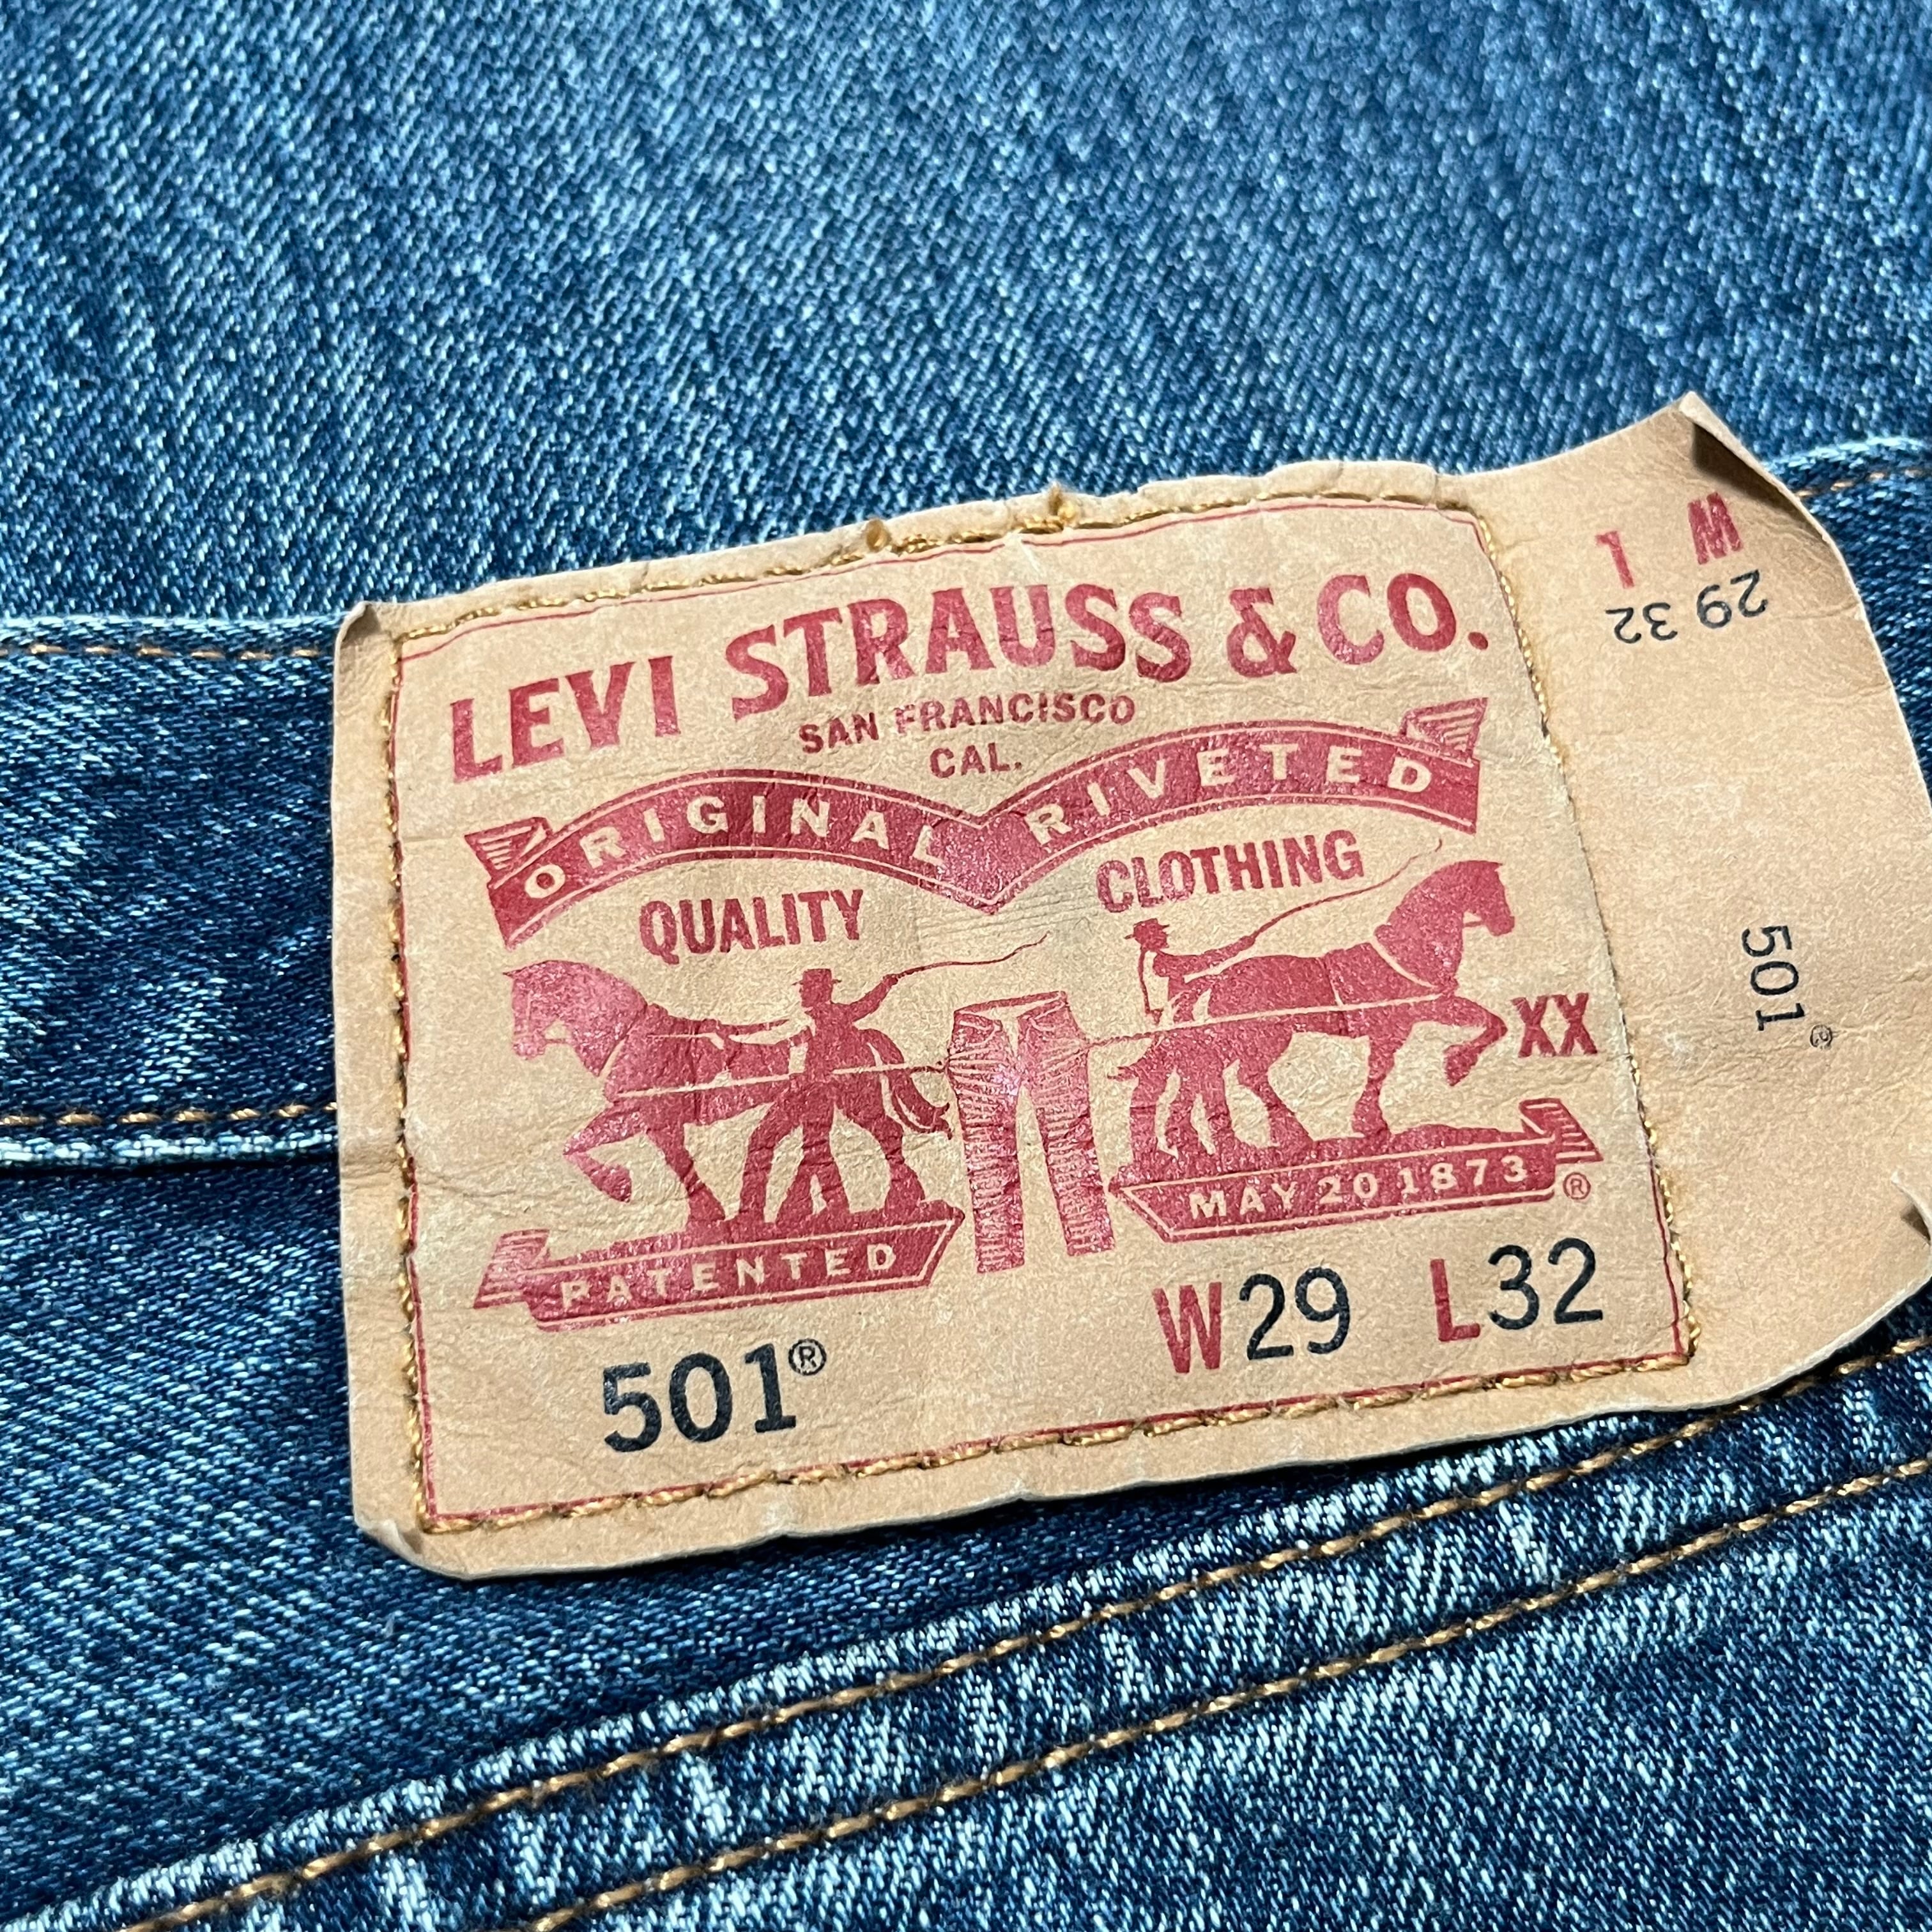 LEVI STRAUSS & CO.
SAN FRANCISCO
CAL.
ORIGINAL RIVETED
QUALITY CLOTHING
XX
PATENTED
MAY 20 1873 ®
501® W29 L32
W L
29 32
501®